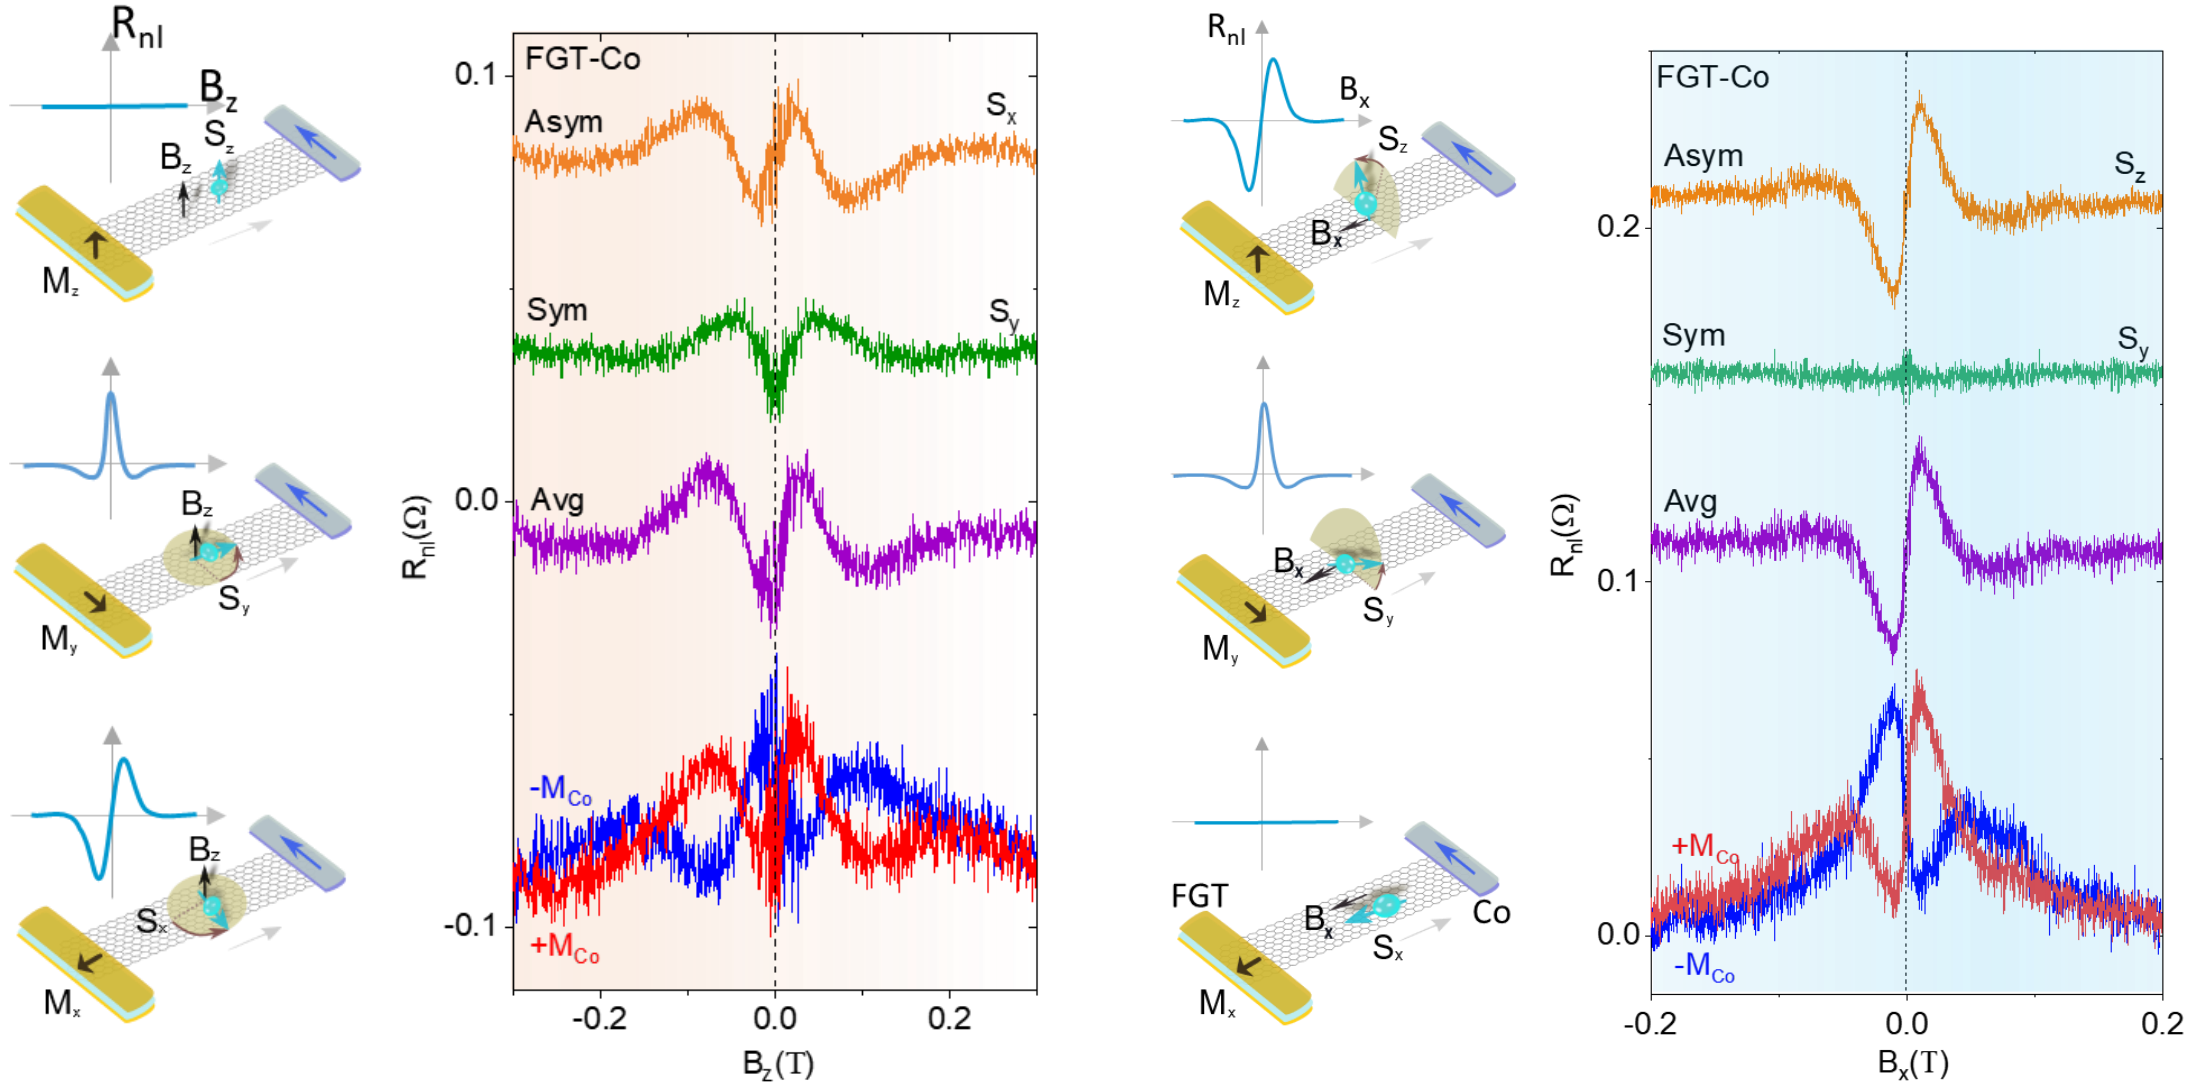 R_nl
B_z
S_z
B_z
M_z
B_z
S_y
M_y
B_z
S_x
M_x
FGT-Co
0.1
Asym
S_x
Sym
S_y
0.0
Avg
-M_Co
-0.1
+M_Co
R_nl(Ω)
-0.2
0.0
0.2
B_z(T)
R_nl
B_x
S_z
B_x
M_z
B_x
S_y
M_y
FGT
B_x
S_x
Co
M_x
FGT-Co
Asym
S_z
0.2
Sym
S_y
Avg
0.1
+M_Co
0.0
-M_Co
R_nl(Ω)
-0.2
0.0
0.2
B_x(T)